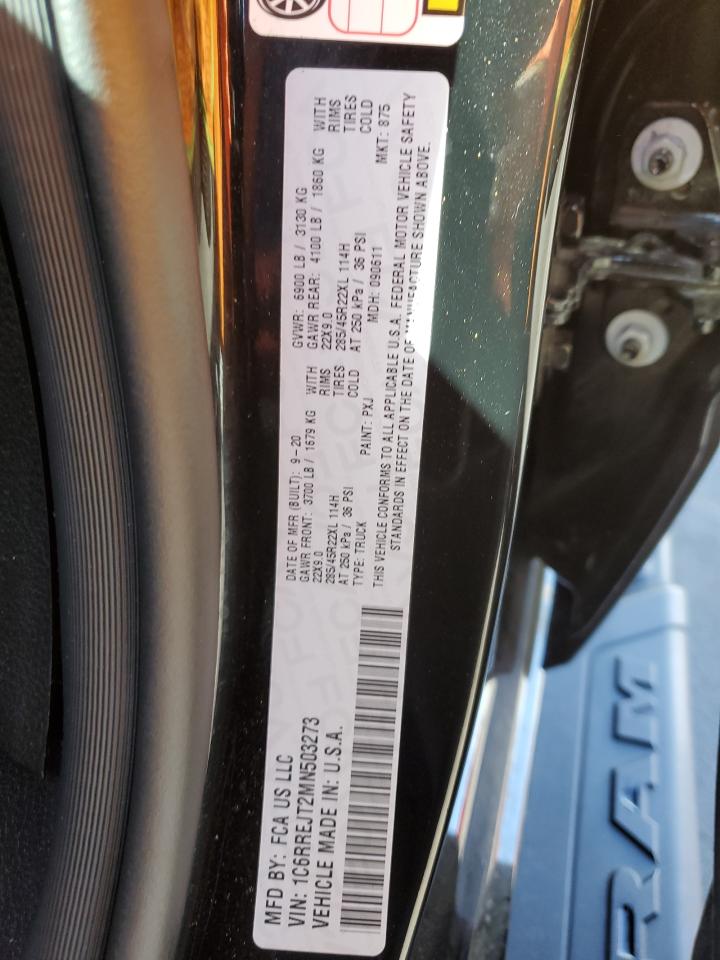 MFD BY: FCA US LLC
VIN: 1C6RREJT2MN503273
VEHICLE MADE IN: U.S.A.
DATE OF MFR (BUILT): 9-20 GVWR: 6900 LB / 3130 KG
GAWR FRONT: 3700 LB / 1679 KG WITH GAWR REAR: 4100 LB / 1860 KG WITH
22X9.0 RIMS 22X9.0 RIMS
285/45R22XL 114H TIRES 285/45R22XL 114H TIRES
AT 250 kPa / 36 PSI COLD AT 250 kPa / 36 PSI COLD
TYPE: TRUCK PAINT: PXJ MDH: 090611 MKT: 875
THIS VEHICLE CONFORMS TO ALL APPLICABLE U.S.A. FEDERAL MOTOR VEHICLE SAFETY
STANDARDS IN EFFECT ON THE DATE OF MANUFACTURE SHOWN ABOVE.
RAM